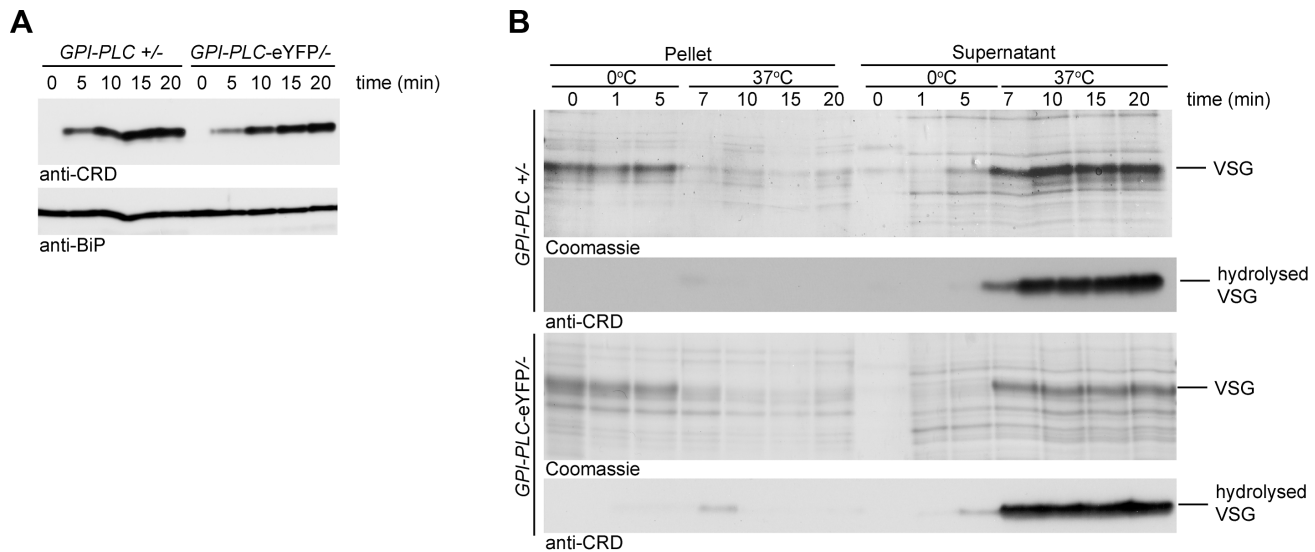 A
GPI-PLC +/- GPI-PLC-eYFP/-
0 5 10 15 20 0 5 10 15 20 time (min)
anti-CRD
anti-BiP
B
Pellet Supernatant
0°C 37°C 0°C 37°C
0 1 5 7 10 15 20 0 1 5 7 10 15 20 time (min)
GPI-PLC +/-
VSG
Coomassie
hydrolysed
VSG
anti-CRD
GPI-PLC-eYFP/-
VSG
Coomassie
hydrolysed
VSG
anti-CRD